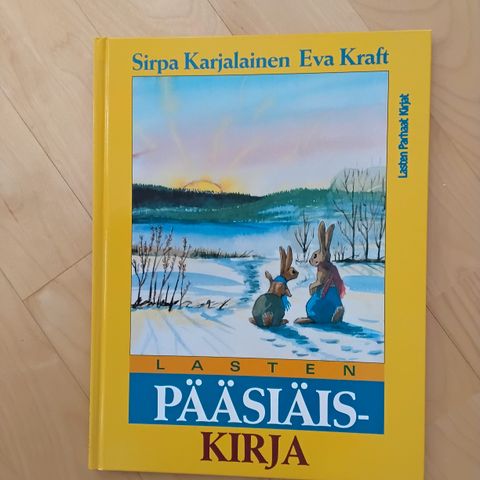 Sirpa Karjalainen Eva Kraft
Lasten Parhaat Kirjat
LASTEN
PÄÄSIÄIS-
KIRJA